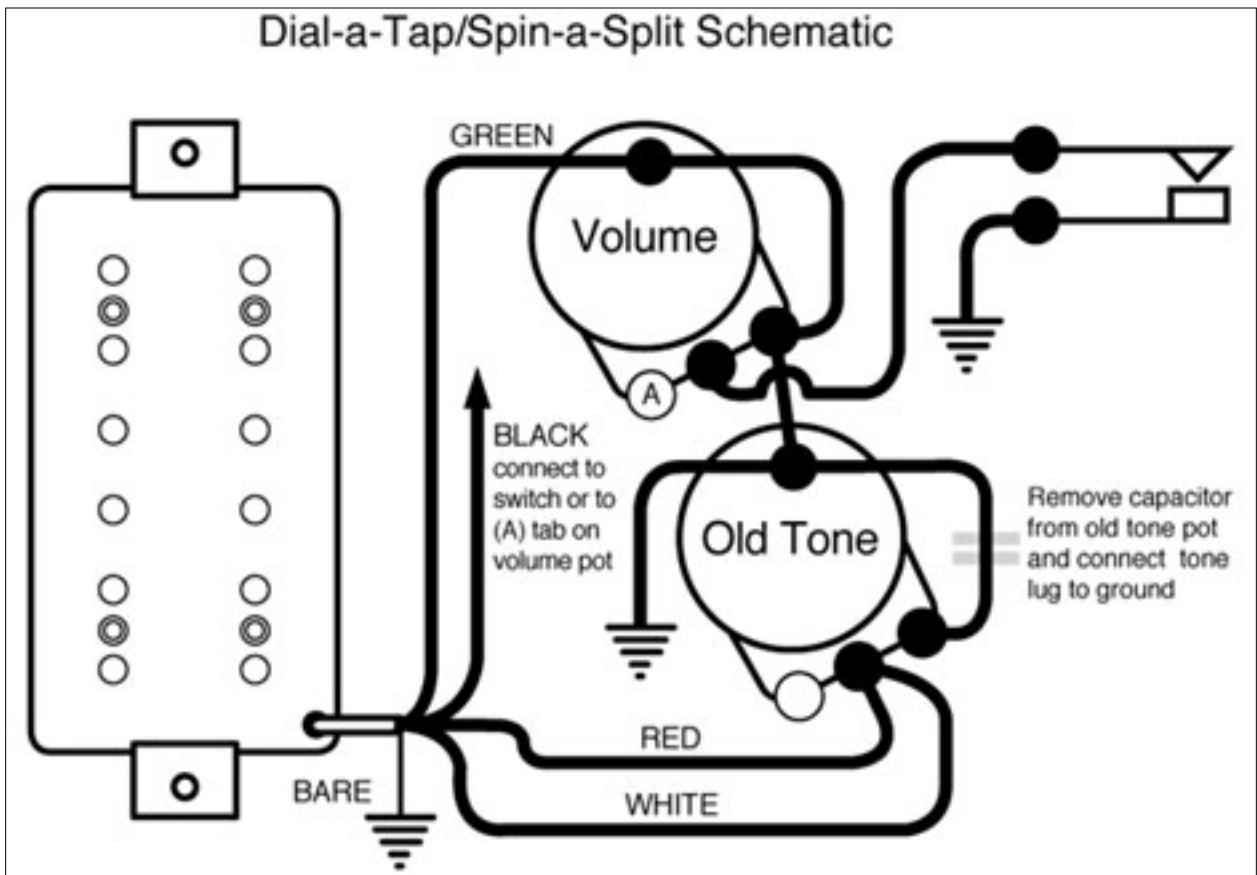 Dial-a-Tap/Spin-a-Split Schematic
GREEN
Volume
A
BLACK
connect to
switch or to
(A) tab on
volume pot
Old Tone
Remove capacitor
from old tone pot
and connect tone
lug to ground
RED
BARE
WHITE